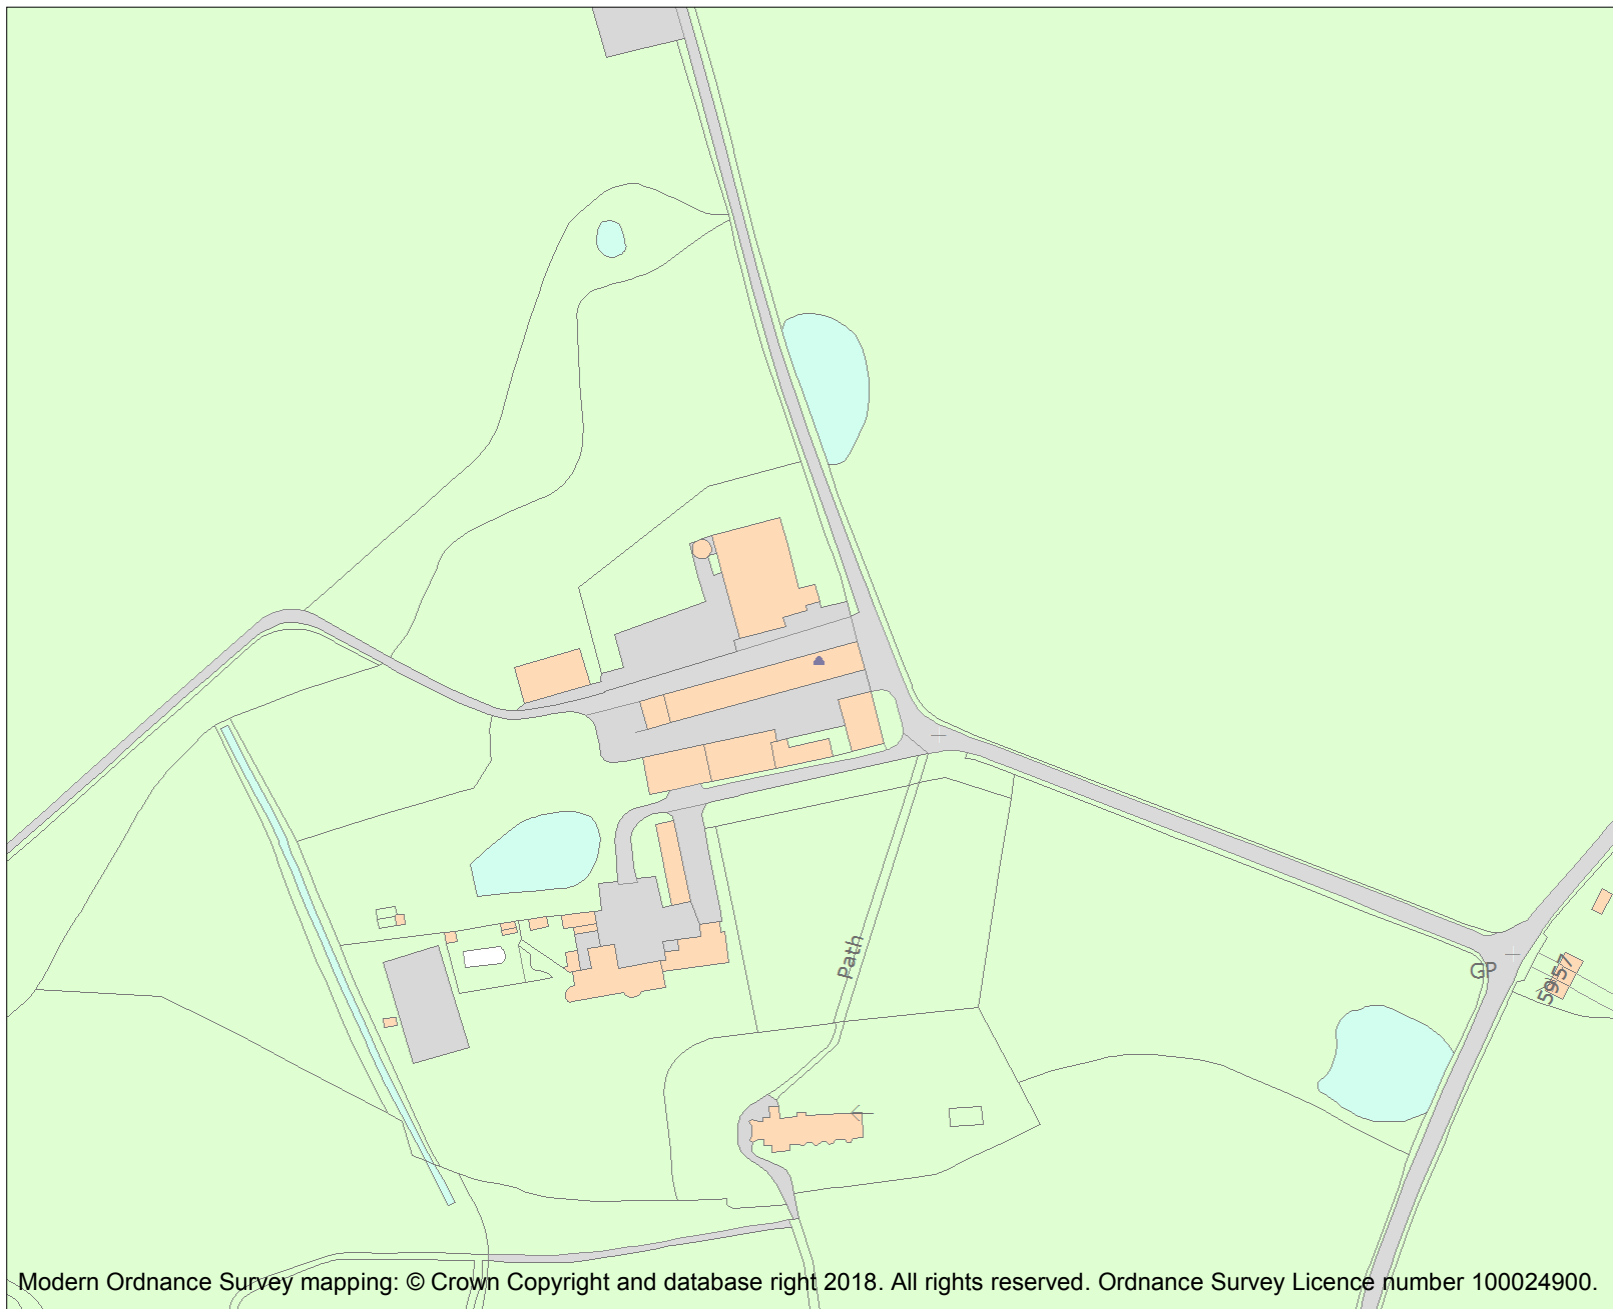 Path
GP
59
57
Modern Ordnance Survey mapping: © Crown Copyright and database right 2018. All rights reserved. Ordnance Survey Licence number 100024900.